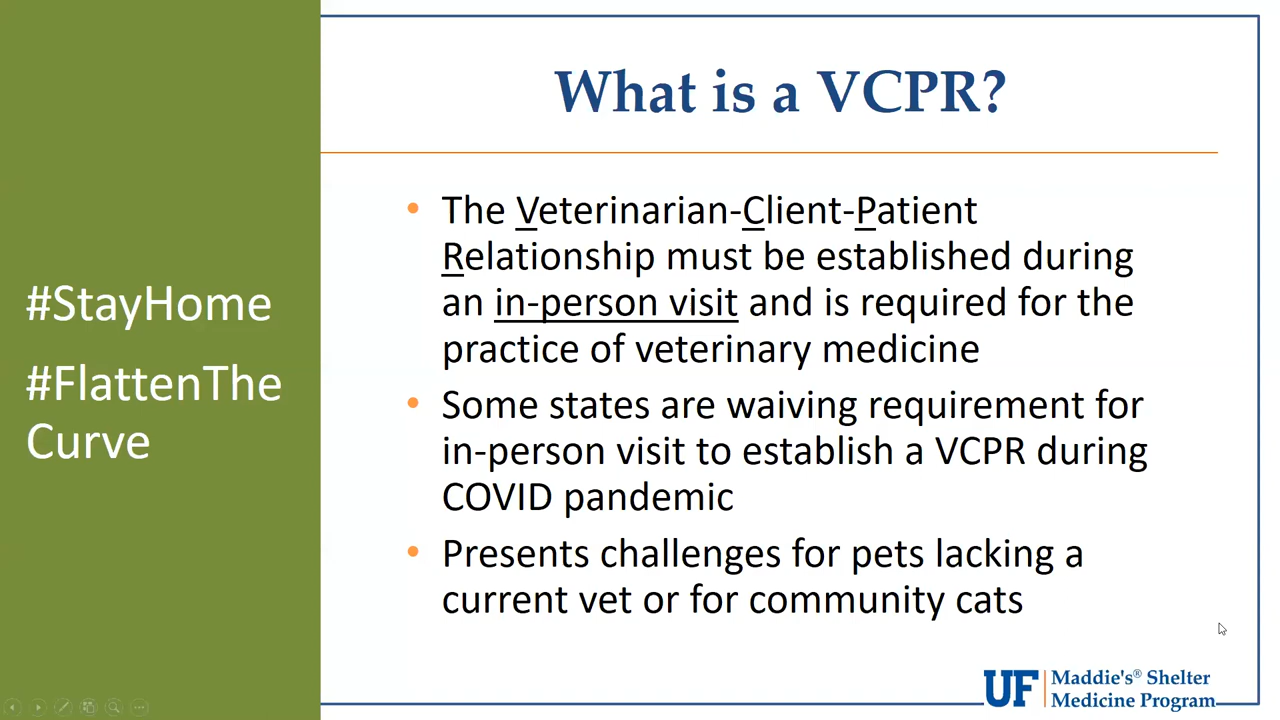 What is a VCPR?
#StayHome
#FlattenThe
Curve
• The Veterinarian-Client-Patient
Relationship must be established during
an in-person visit and is required for the
practice of veterinary medicine
• Some states are waiving requirement for
in-person visit to establish a VCPR during
COVID pandemic
• Presents challenges for pets lacking a
current vet or for community cats
UF Maddie's® Shelter
Medicine Program